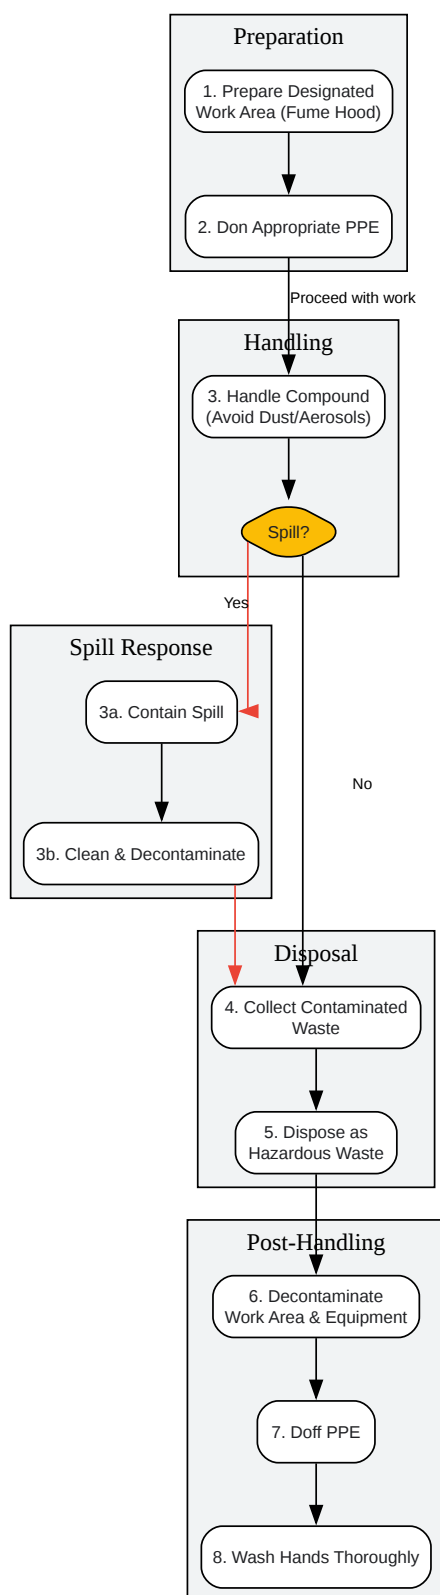 Preparation
1. Prepare Designated
Work Area (Fume Hood)
2. Don Appropriate PPE
Proceed with work
Handling
3. Handle Compound
(Avoid Dust/Aerosols)
Spill?
Yes
Spill Response
3a. Contain Spill
No
3b. Clean & Decontaminate
Disposal
4. Collect Contaminated
Waste
5. Dispose as
Hazardous Waste
Post-Handling
6. Decontaminate
Work Area & Equipment
7. Doff PPE
8. Wash Hands Thoroughly